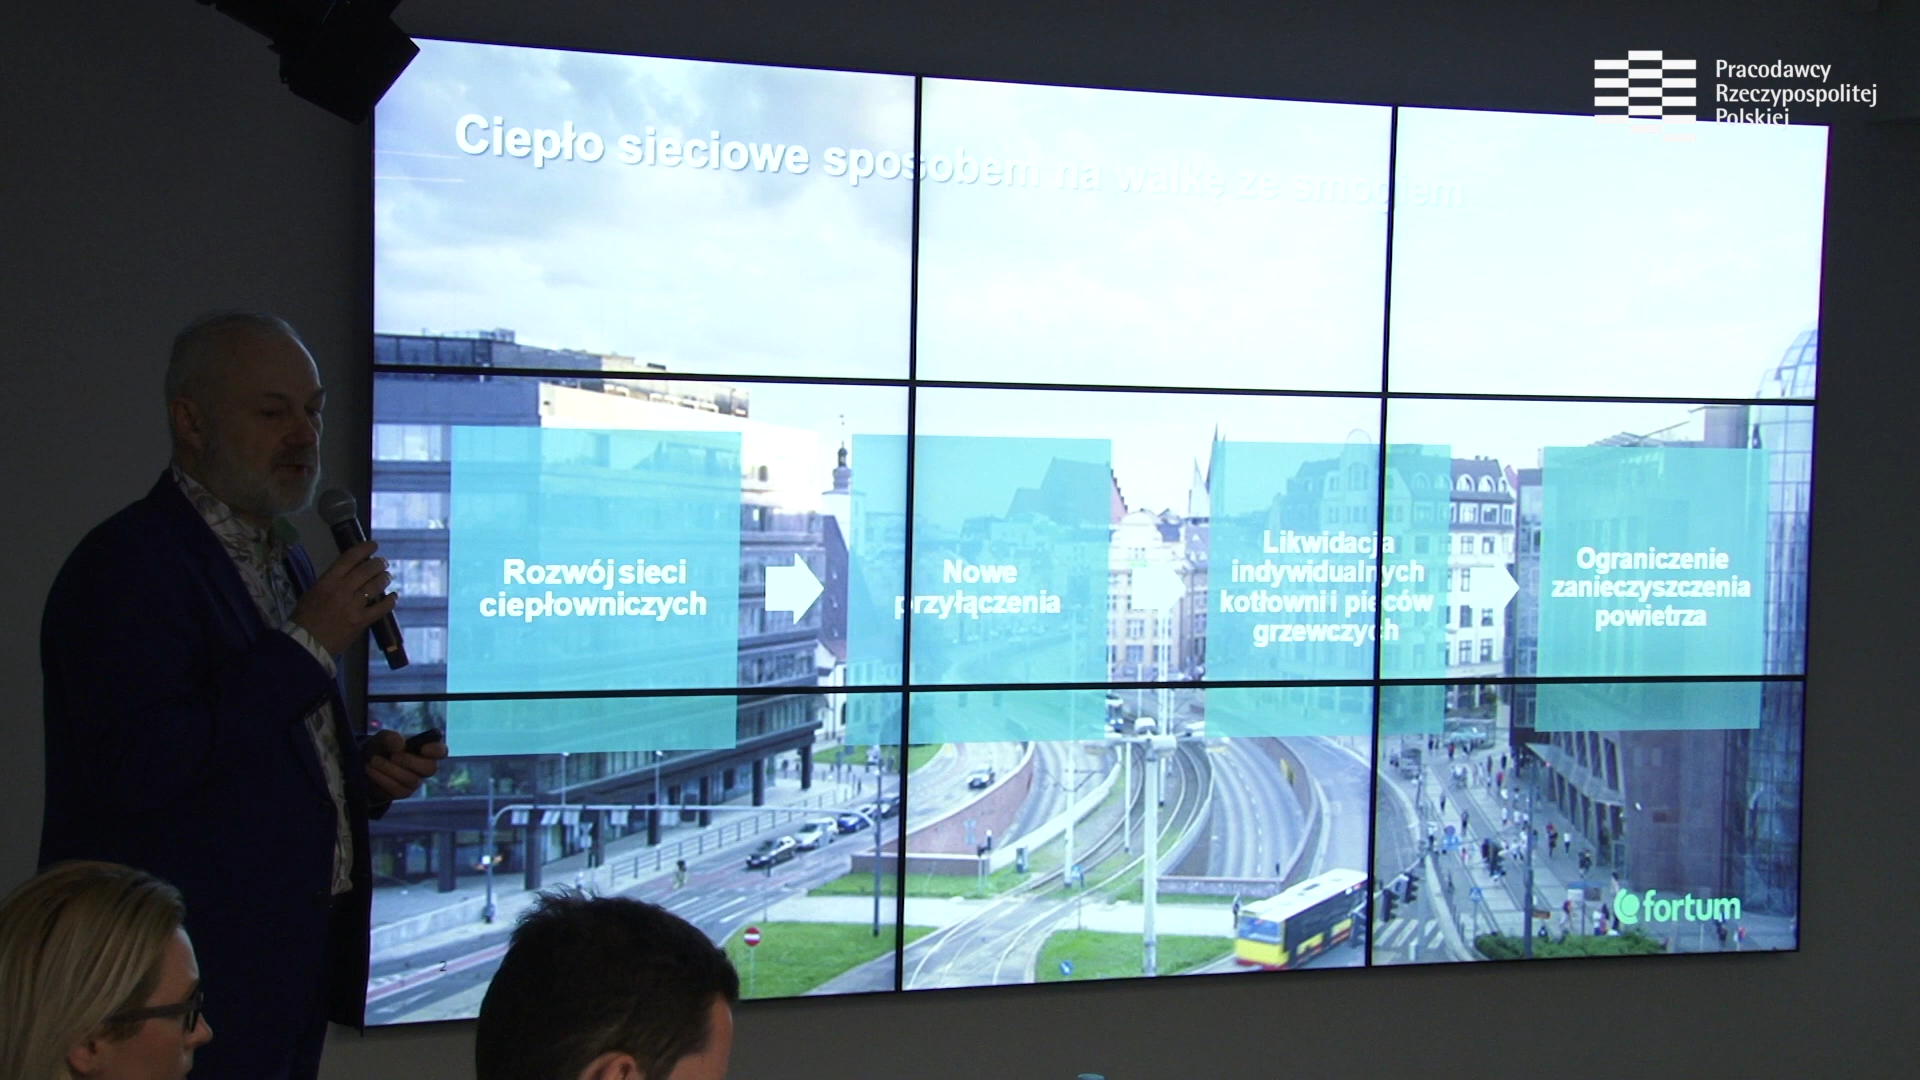 Pracodawcy
Rzeczypospolitej
Polskiej
Ciepło sieciowe sposobem na walkę ze smogiem
Rozwój sieci
ciepłowniczych
Nowe
przyłączenia
Likwidacja
indywidualnych
kotłowni i pieców
grzewczych
Ograniczenie
zanieczyszczenia
powietrza
fortum
2